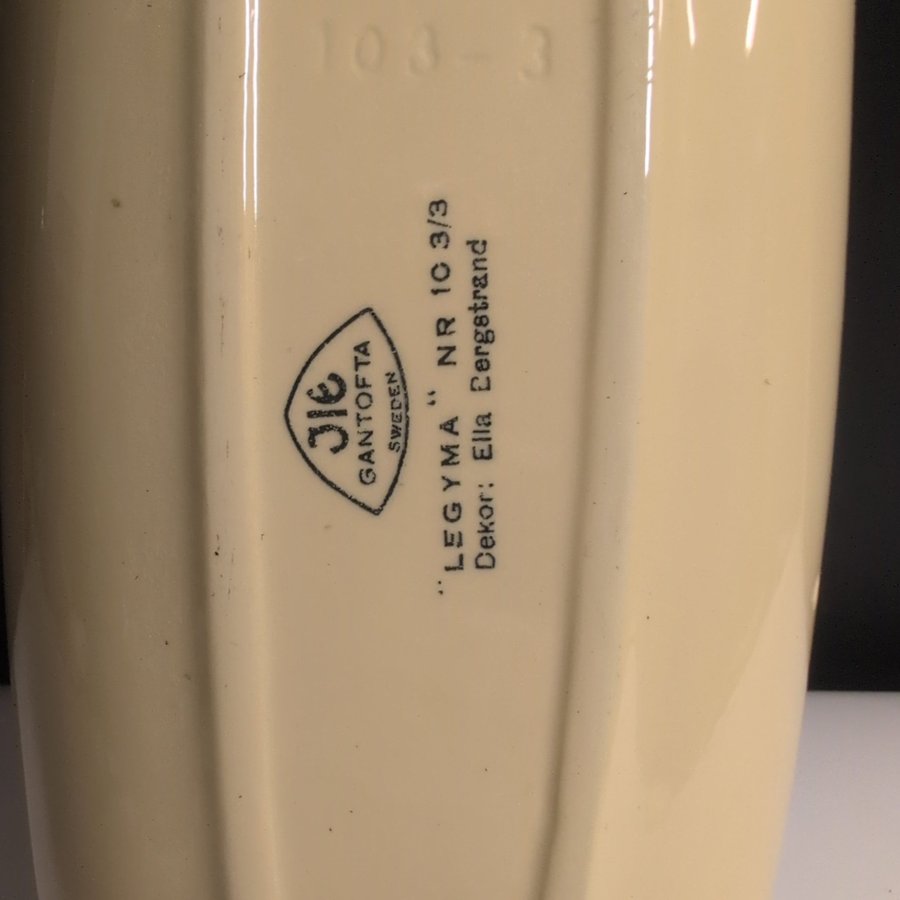 103-3
JIE
GANTOFTA
SWEDEN
"LEGYMA" NR 103/3
Dekor: Ella Bergstrand